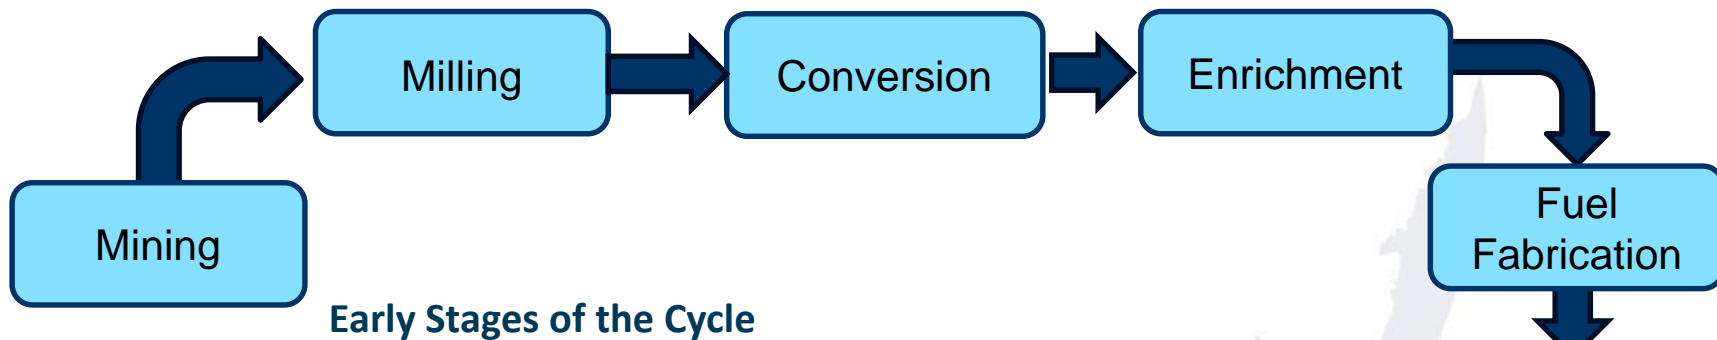 Milling
Conversion
Enrichment
Mining
Fuel
Fabrication
Early Stages of the Cycle